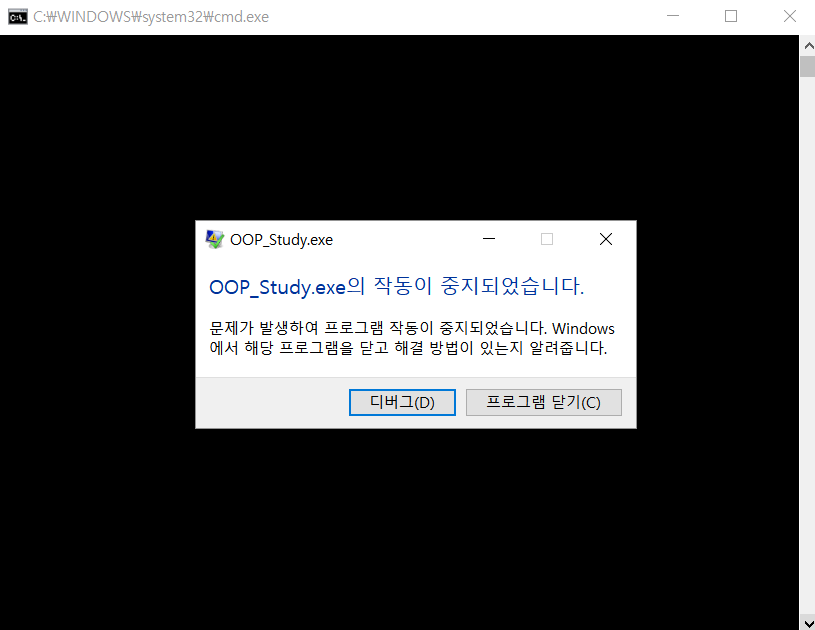 C:₩WINDOWS₩system32₩cmd.exe
OOP_Study.exe
OOP_Study.exe의 작동이 중지되었습니다.
문제가 발생하여 프로그램 작동이 중지되었습니다. Windows
에서 해당 프로그램을 닫고 해결 방법이 있는지 알려줍니다.
디버그(D)
프로그램 닫기(C)